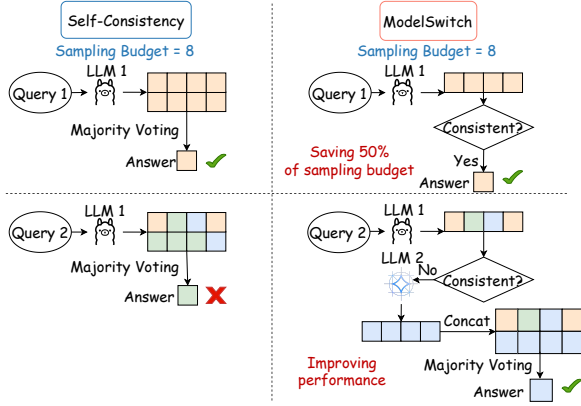 Self-Consistency
Sampling Budget = 8
Query 1
LLM 1
Majority Voting
Answer
ModelSwitch
Sampling Budget = 8
Query 1
LLM 1
Consistent?
Yes
Saving 50%
of sampling budget
Answer
Query 2
LLM 1
Majority Voting
Answer
Query 2
LLM 1
LLM 2
No
Consistent?
Concat
Improving
performance
Majority Voting
Answer